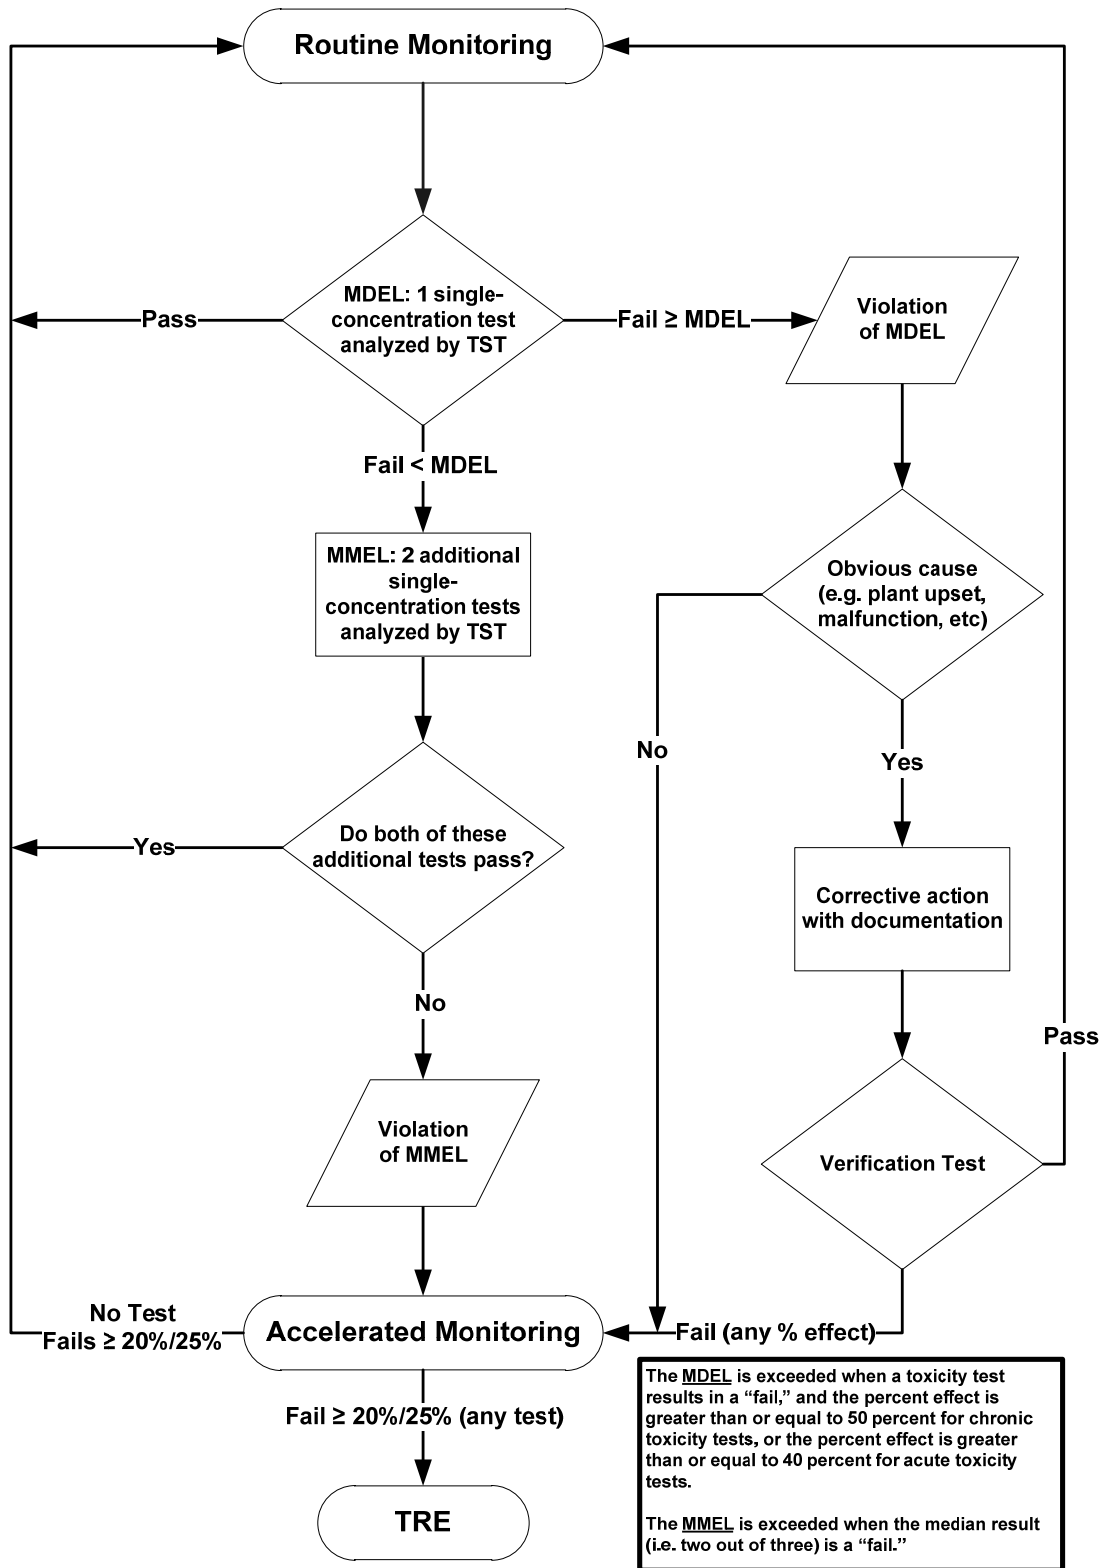 Routine Monitoring
MDEL: 1 single-
concentration test
analyzed by TST
Pass
Fail ≥ MDEL
Violation
of MDEL
Fail < MDEL
MMEL: 2 additional
single-
concentration tests
analyzed by TST
Obvious cause
(e.g. plant upset,
malfunction, etc)
No
Yes
Do both of these
additional tests pass?
Yes
Corrective action
with documentation
No
Pass
Violation
of MMEL
Verification Test
No Test
Fails ≥ 20%/25%
Accelerated Monitoring
Fail (any % effect)
Fail ≥ 20%/25% (any test)
TRE
The MDEL is exceeded when a toxicity test
results in a “fail,” and the percent effect is
greater than or equal to 50 percent for chronic
toxicity tests, or the percent effect is greater
than or equal to 40 percent for acute toxicity
tests.
The MMEL is exceeded when the median result
(i.e. two out of three) is a “fail.”